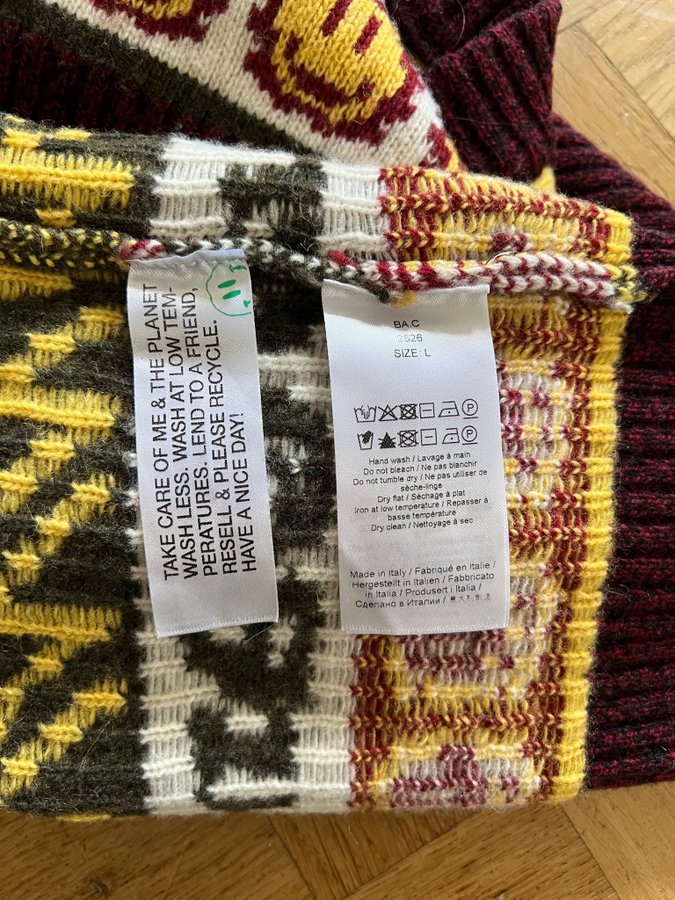 TAKE CARE OF ME & THE PLANET
WASH LESS. WASH AT LOW TEM-
PERATURES. LEND TO A FRIEND,
RESELL & PLEASE RECYCLE.
HAVE A NICE DAY!
BA.C
2526
SIZE: L
Hand wash / Lavage à main
Do not bleach / Ne pas blanchir
Do not tumble dry / Ne pas utiliser de
sèche-linge
Dry flat / Séchage à plat
Iron at low temperature / Repasser à
basse température
Dry clean / Nettoyage à sec
Made in Italy / Fabriqué en Italie /
Hergestellt in Italien / Fabbricato
in Italia / Produsert i Italia /
Сделано в Италии /